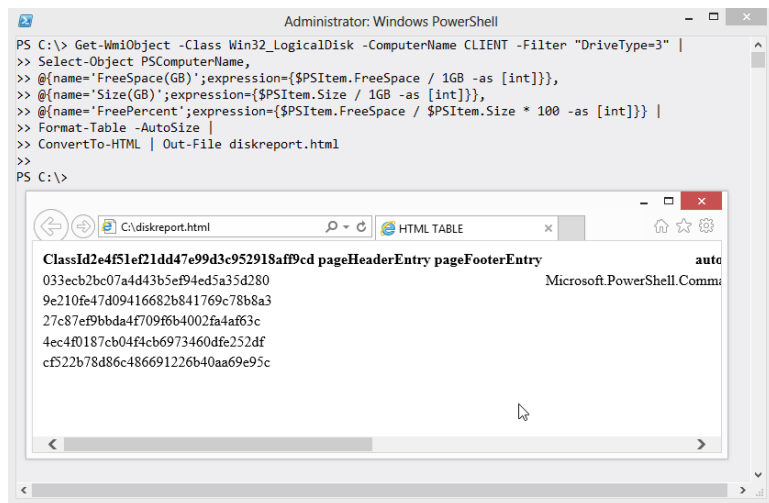 Administrator: Windows PowerShell
PS C:\> Get-WmiObject -Class Win32_LogicalDisk -ComputerName CLIENT -Filter "DriveType=3" |
>> Select-Object PSComputerName,
>> @{name='FreeSpace(GB)';expression={$PSItem.FreeSpace / 1GB -as [int]}},
>> @{name='Size(GB)';expression={$PSItem.Size / 1GB -as [int]}},
>> @{name='FreePercent';expression={$PSItem.FreeSpace / $PSItem.Size * 100 -as [int]}} |
>> Format-Table -AutoSize |
>> ConvertTo-HTML | Out-File diskreport.html
>>
PS C:\>
C:\diskreport.html
HTML TABLE
ClassId2e4f51ef21dd47e99d3c952918aff9cd pageHeaderEntry pageFooterEntry auto
033ecb2bc07a4d43b5ef94ed5a35d280 Microsoft.PowerShell.Comma
9e210fe47d09416682b841769c78b8a3
27c87ef9bbda4f709f6b4002fa4af63c
4ec4f0187cb04f4cb6973460dfe252df
cf522b78d86c486691226b40aa69e95c